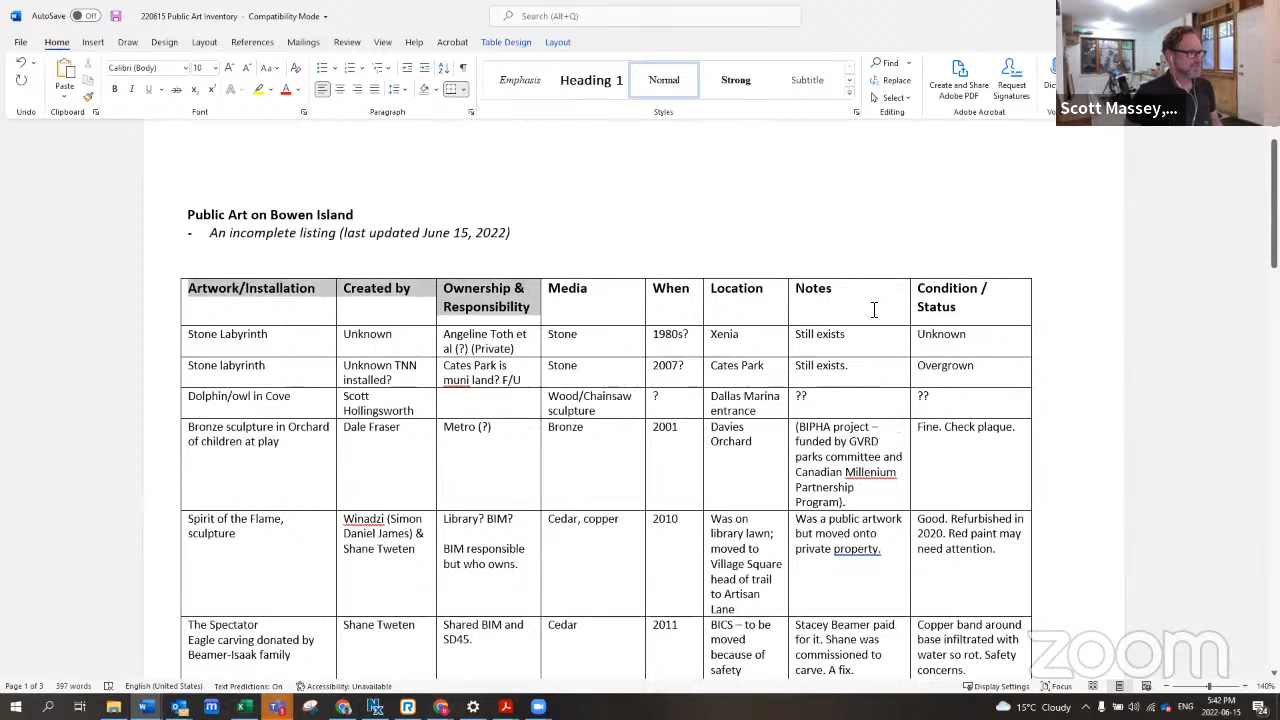 AutoSave
Off
220615 Public Art Inventory - Compatibility Mode
Search (Alt+Q)
File Home Insert Draw Design Layout References Mailings Review View Help Acrobat Table Design Layout
Calibri (Body) 10
Paste
Emphasis Heading 1 Normal Strong Subtitle
Find
Replace
Select
Create and Share Adobe PDF
Request Signatures
Undo Clipboard Font Paragraph Styles Editing Adobe Acrobat
Scott Massey,...
Public Art on Bowen Island
- An incomplete listing (last updated June 15, 2022)
Artwork/Installation Created by Ownership & Responsibility Media When Location Notes Condition / Status
Stone Labyrinth Unknown Angeline Toth et al (?) (Private) Stone 1980s? Xenia Still exists Unknown
Stone labyrinth Unknown TNN installed? Cates Park is muni land? F/U Stone 2007? Cates Park Still exists. Overgrown
Dolphin/owl in Cove Scott Hollingsworth Wood/Chainsaw sculpture ? Dallas Marina entrance ?? ??
Bronze sculpture in Orchard of children at play Dale Fraser Metro (?) Bronze 2001 Davies Orchard (BIPHA project – funded by GVRD parks committee and Canadian Millenium Partnership Program). Fine. Check plaque.
Spirit of the Flame, sculpture Winadzi (Simon Daniel James) & Shane Tweten Library? BIM? BIM responsible but who owns. Cedar, copper 2010 Was on library lawn; moved to Village Square head of trail to Artisan Lane Was a public artwork but moved onto private property. Good. Refurbished in 2020. Red paint may need attention.
The Spectator Eagle carving donated by Beamer-Isaak family Shane Tweten Shared BIM and SD45. Cedar 2011 BICS – to be moved because of safety Stacey Beamer paid for it. Shane was commissioned to carve. A fix. Copper band around base infiltrated with water so rot. Safety concerns.
zoom
Page 1 of 3 397 words English (United States) Text Predictions: On Accessibility: Unavailable Display Settings Focus 140%
15°C Cloudy ENG 5:42 PM
2022-06-15
24